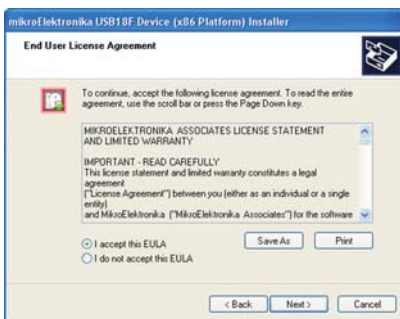 mikroElektronika USB18F Device (x86 Platform) Installer
End User License Agreement
To continue, accept the following license agreement. To read the entire
agreement, use the scroll bar or press the Page Down key.
MIKROELEKTRONIKA ASSOCIATES LICENSE STATEMENT
AND LIMITED WARRANTY
IMPORTANT - READ CAREFULLY
This license statement and limited warranty constitutes a legal
agreement
("License Agreement") between you (either as an individual or a single
entity)
and MikroElektronika ("MikroElektronika Associates") for the software
I accept this EULA
Save As
Print
I do not accept this EULA
< Back
Next >
Cancel